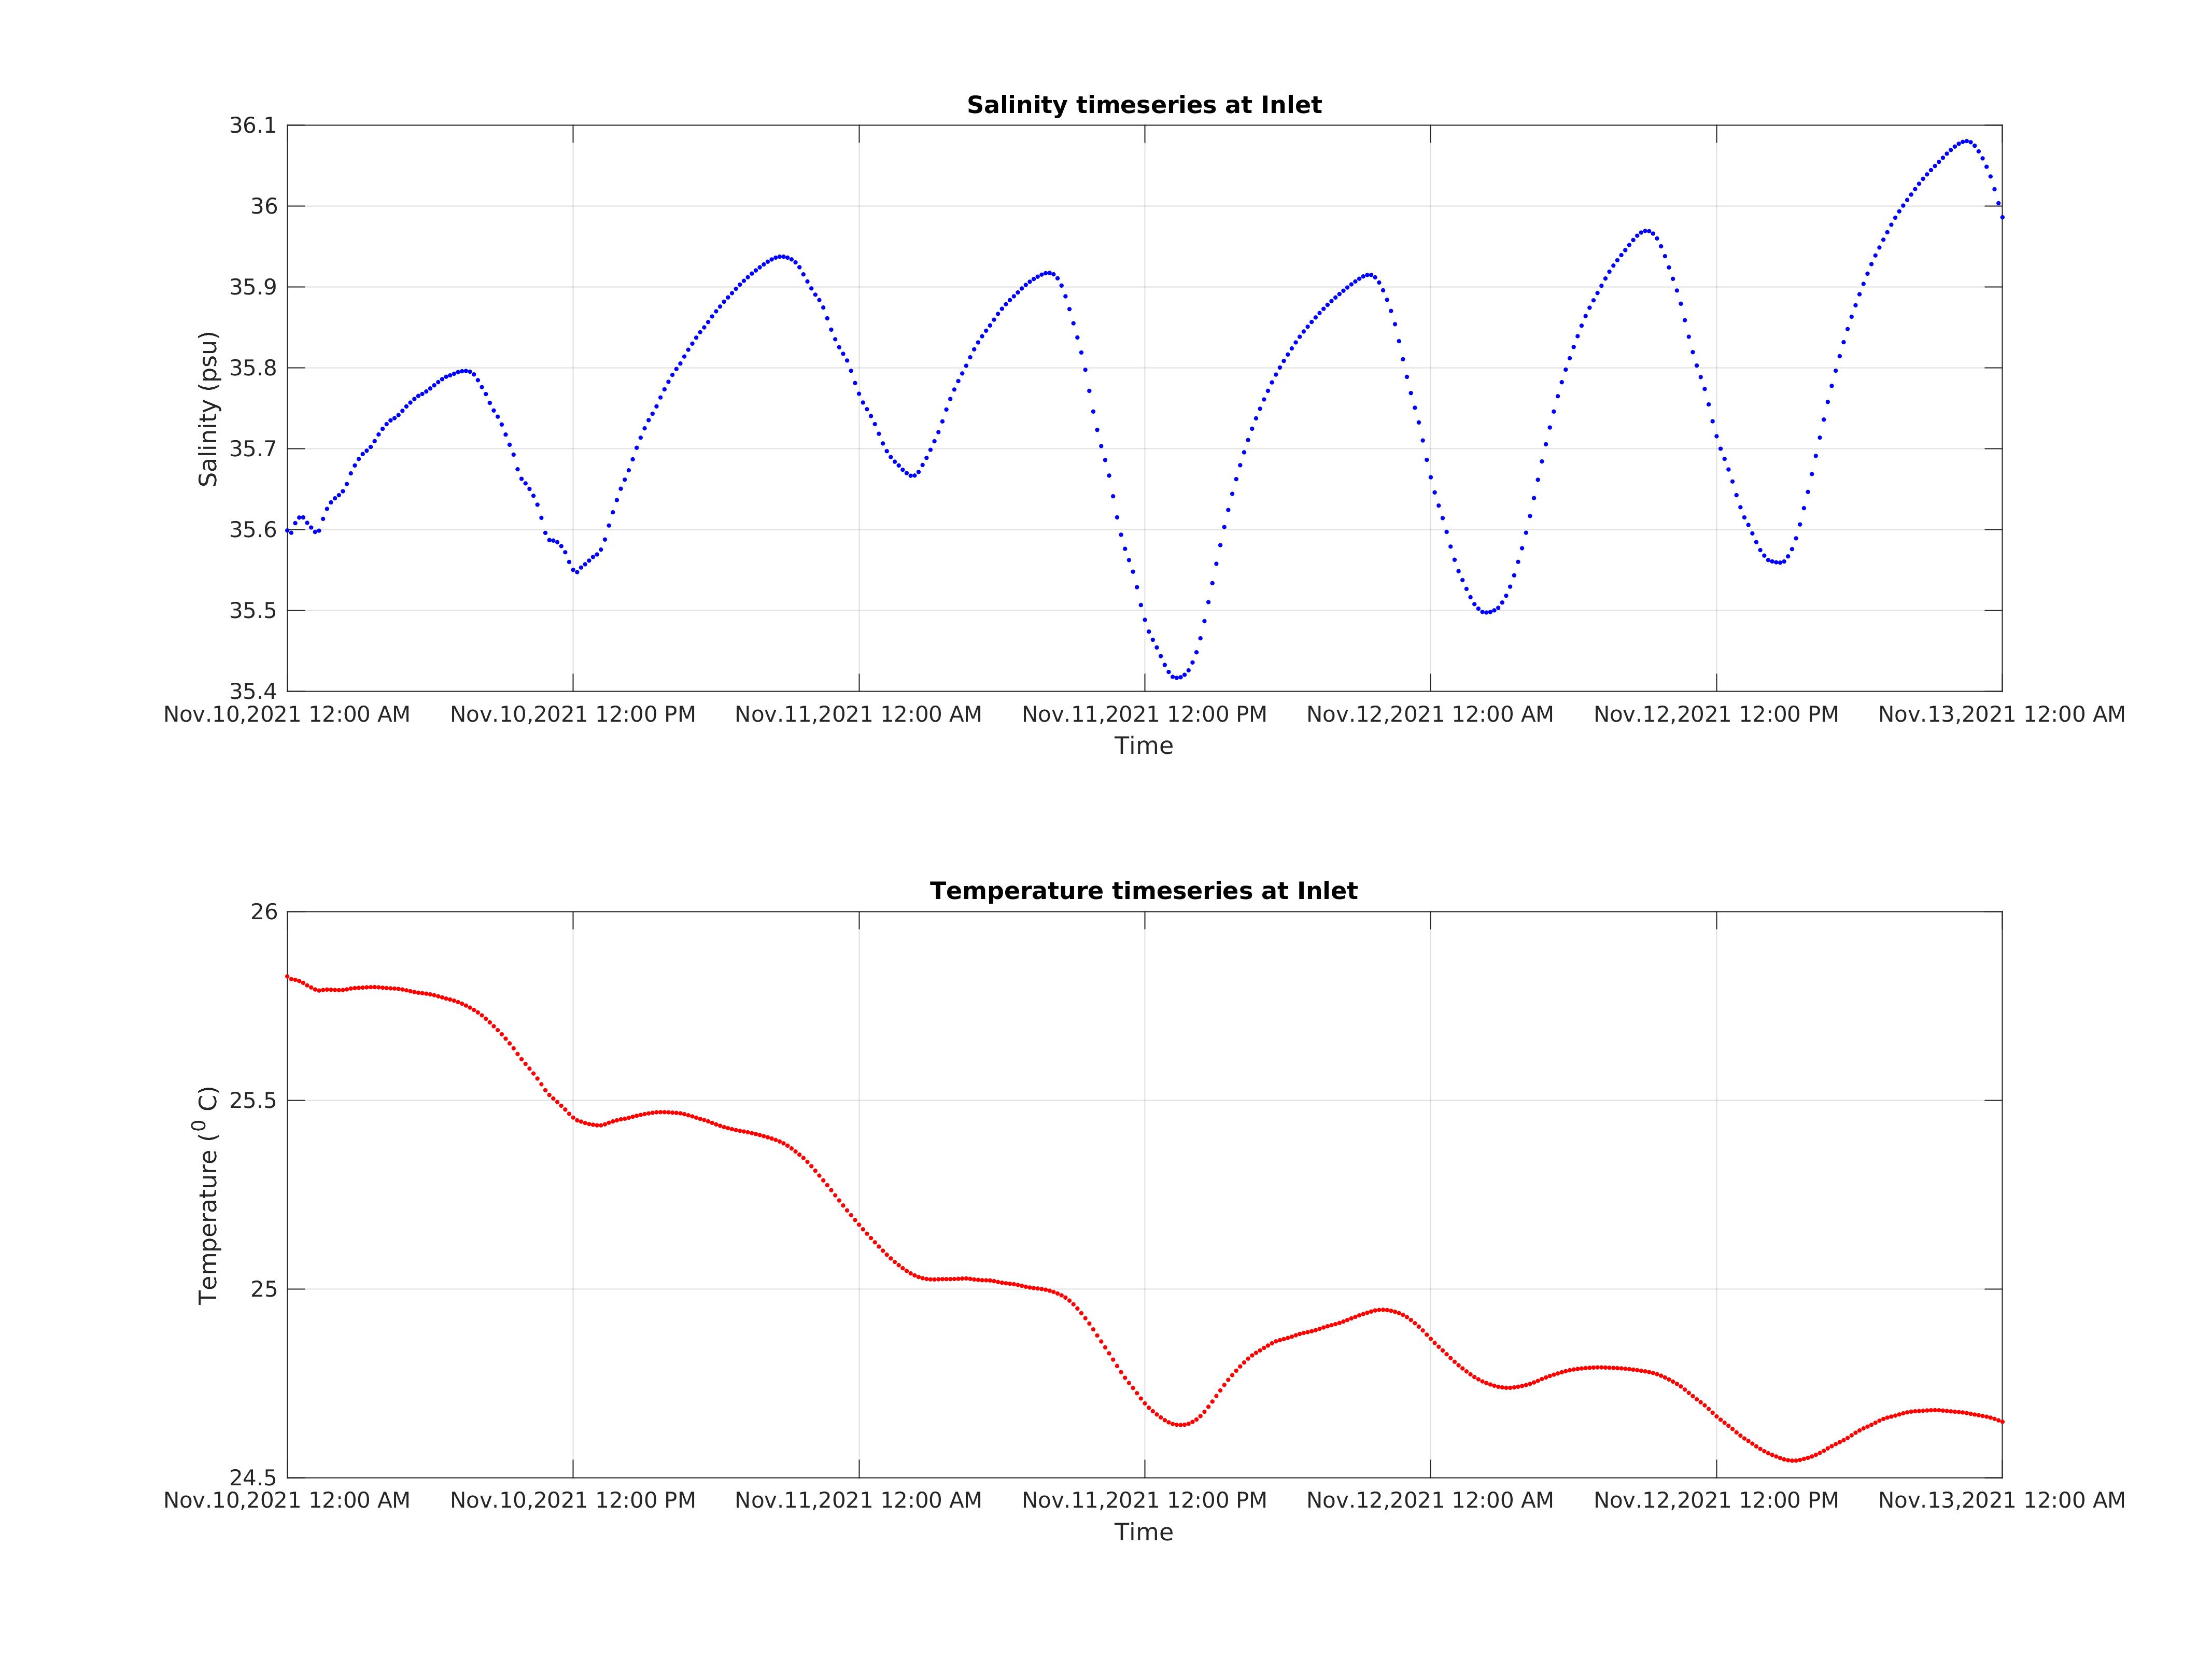 Salinity timeseries at Inlet
36.1
36
35.9
35.8
35.7
35.6
35.5
35.4
Salinity (psu)
Nov.10,2021 12:00 AM Nov.10,2021 12:00 PM Nov.11,2021 12:00 AM Nov.11,2021 12:00 PM Nov.12,2021 12:00 AM Nov.12,2021 12:00 PM Nov.13,2021 12:00 AM
Time
Temperature timeseries at Inlet
26
25.5
25
24.5
Temperature (⁰ C)
Nov.10,2021 12:00 AM Nov.10,2021 12:00 PM Nov.11,2021 12:00 AM Nov.11,2021 12:00 PM Nov.12,2021 12:00 AM Nov.12,2021 12:00 PM Nov.13,2021 12:00 AM
Time